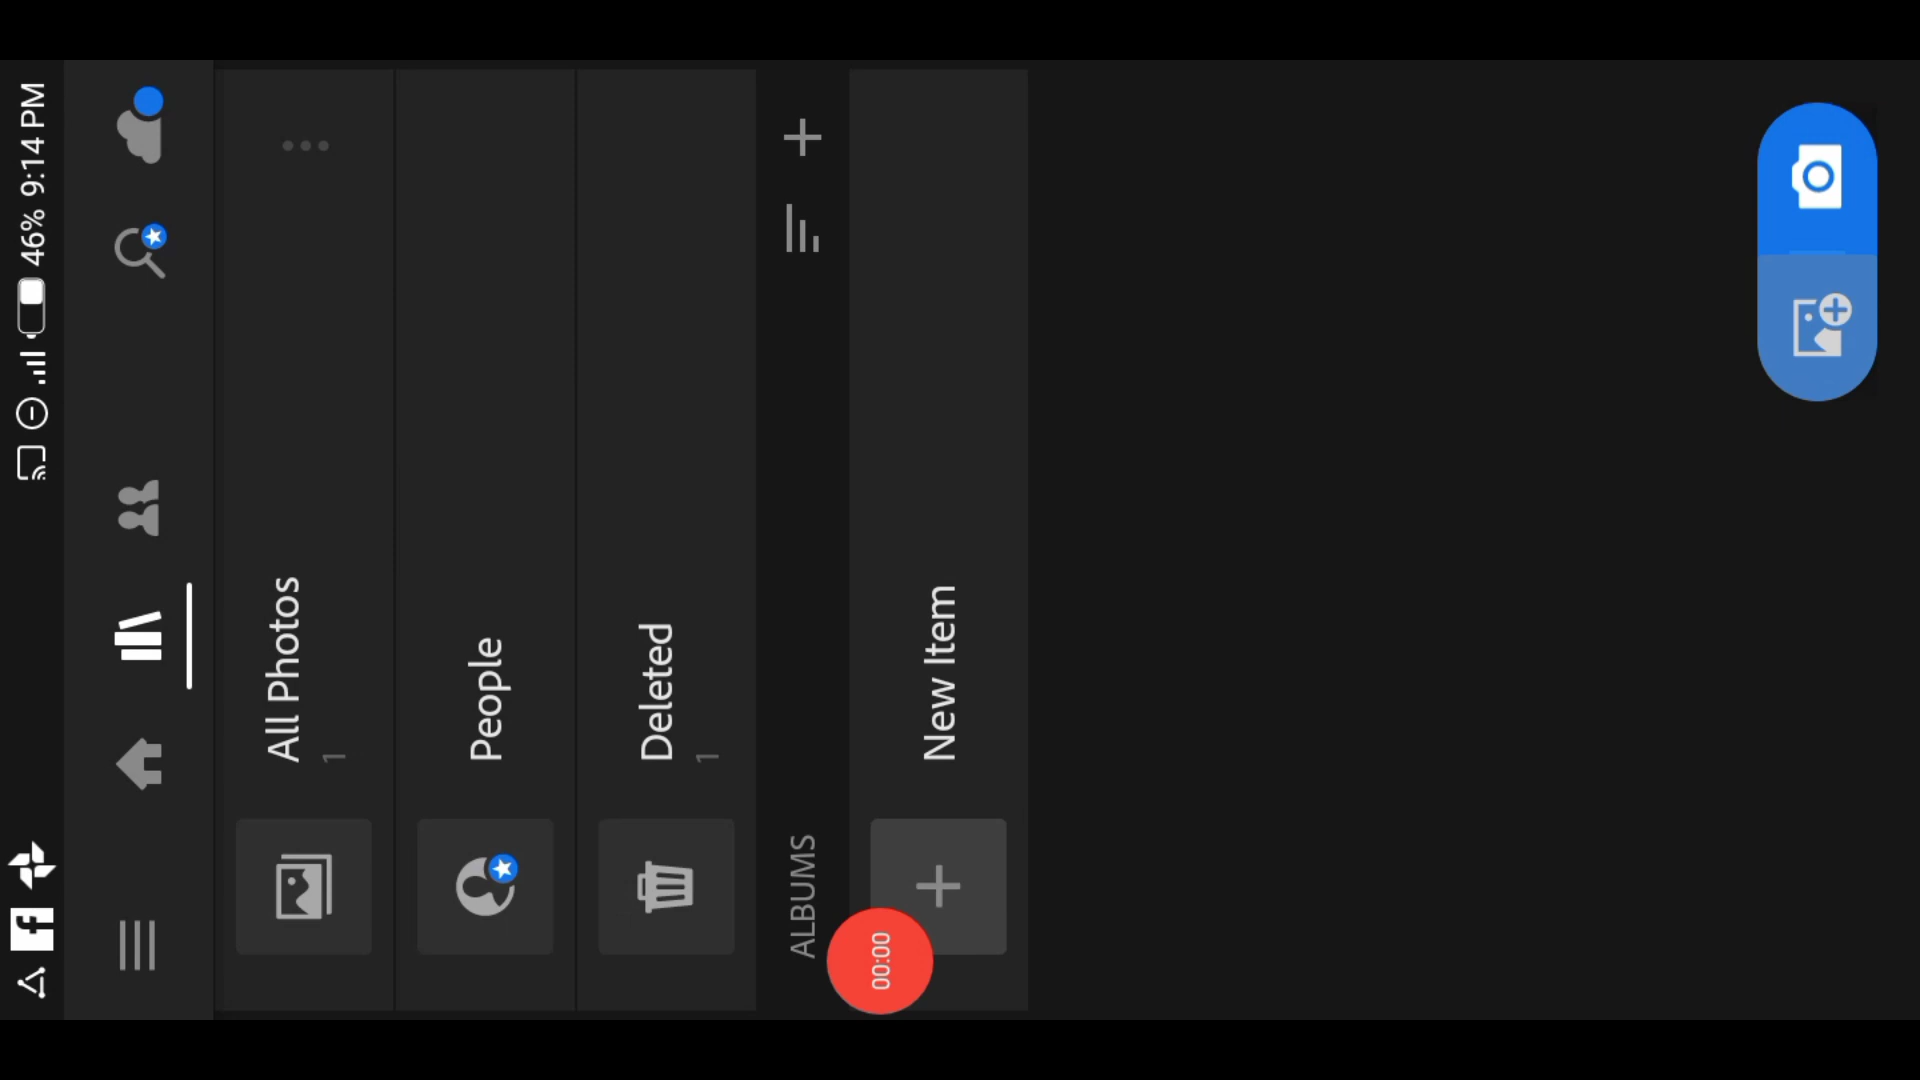 46% 9:14 PM
All Photos
1
People
Deleted
1
ALBUMS
New Item
00:00